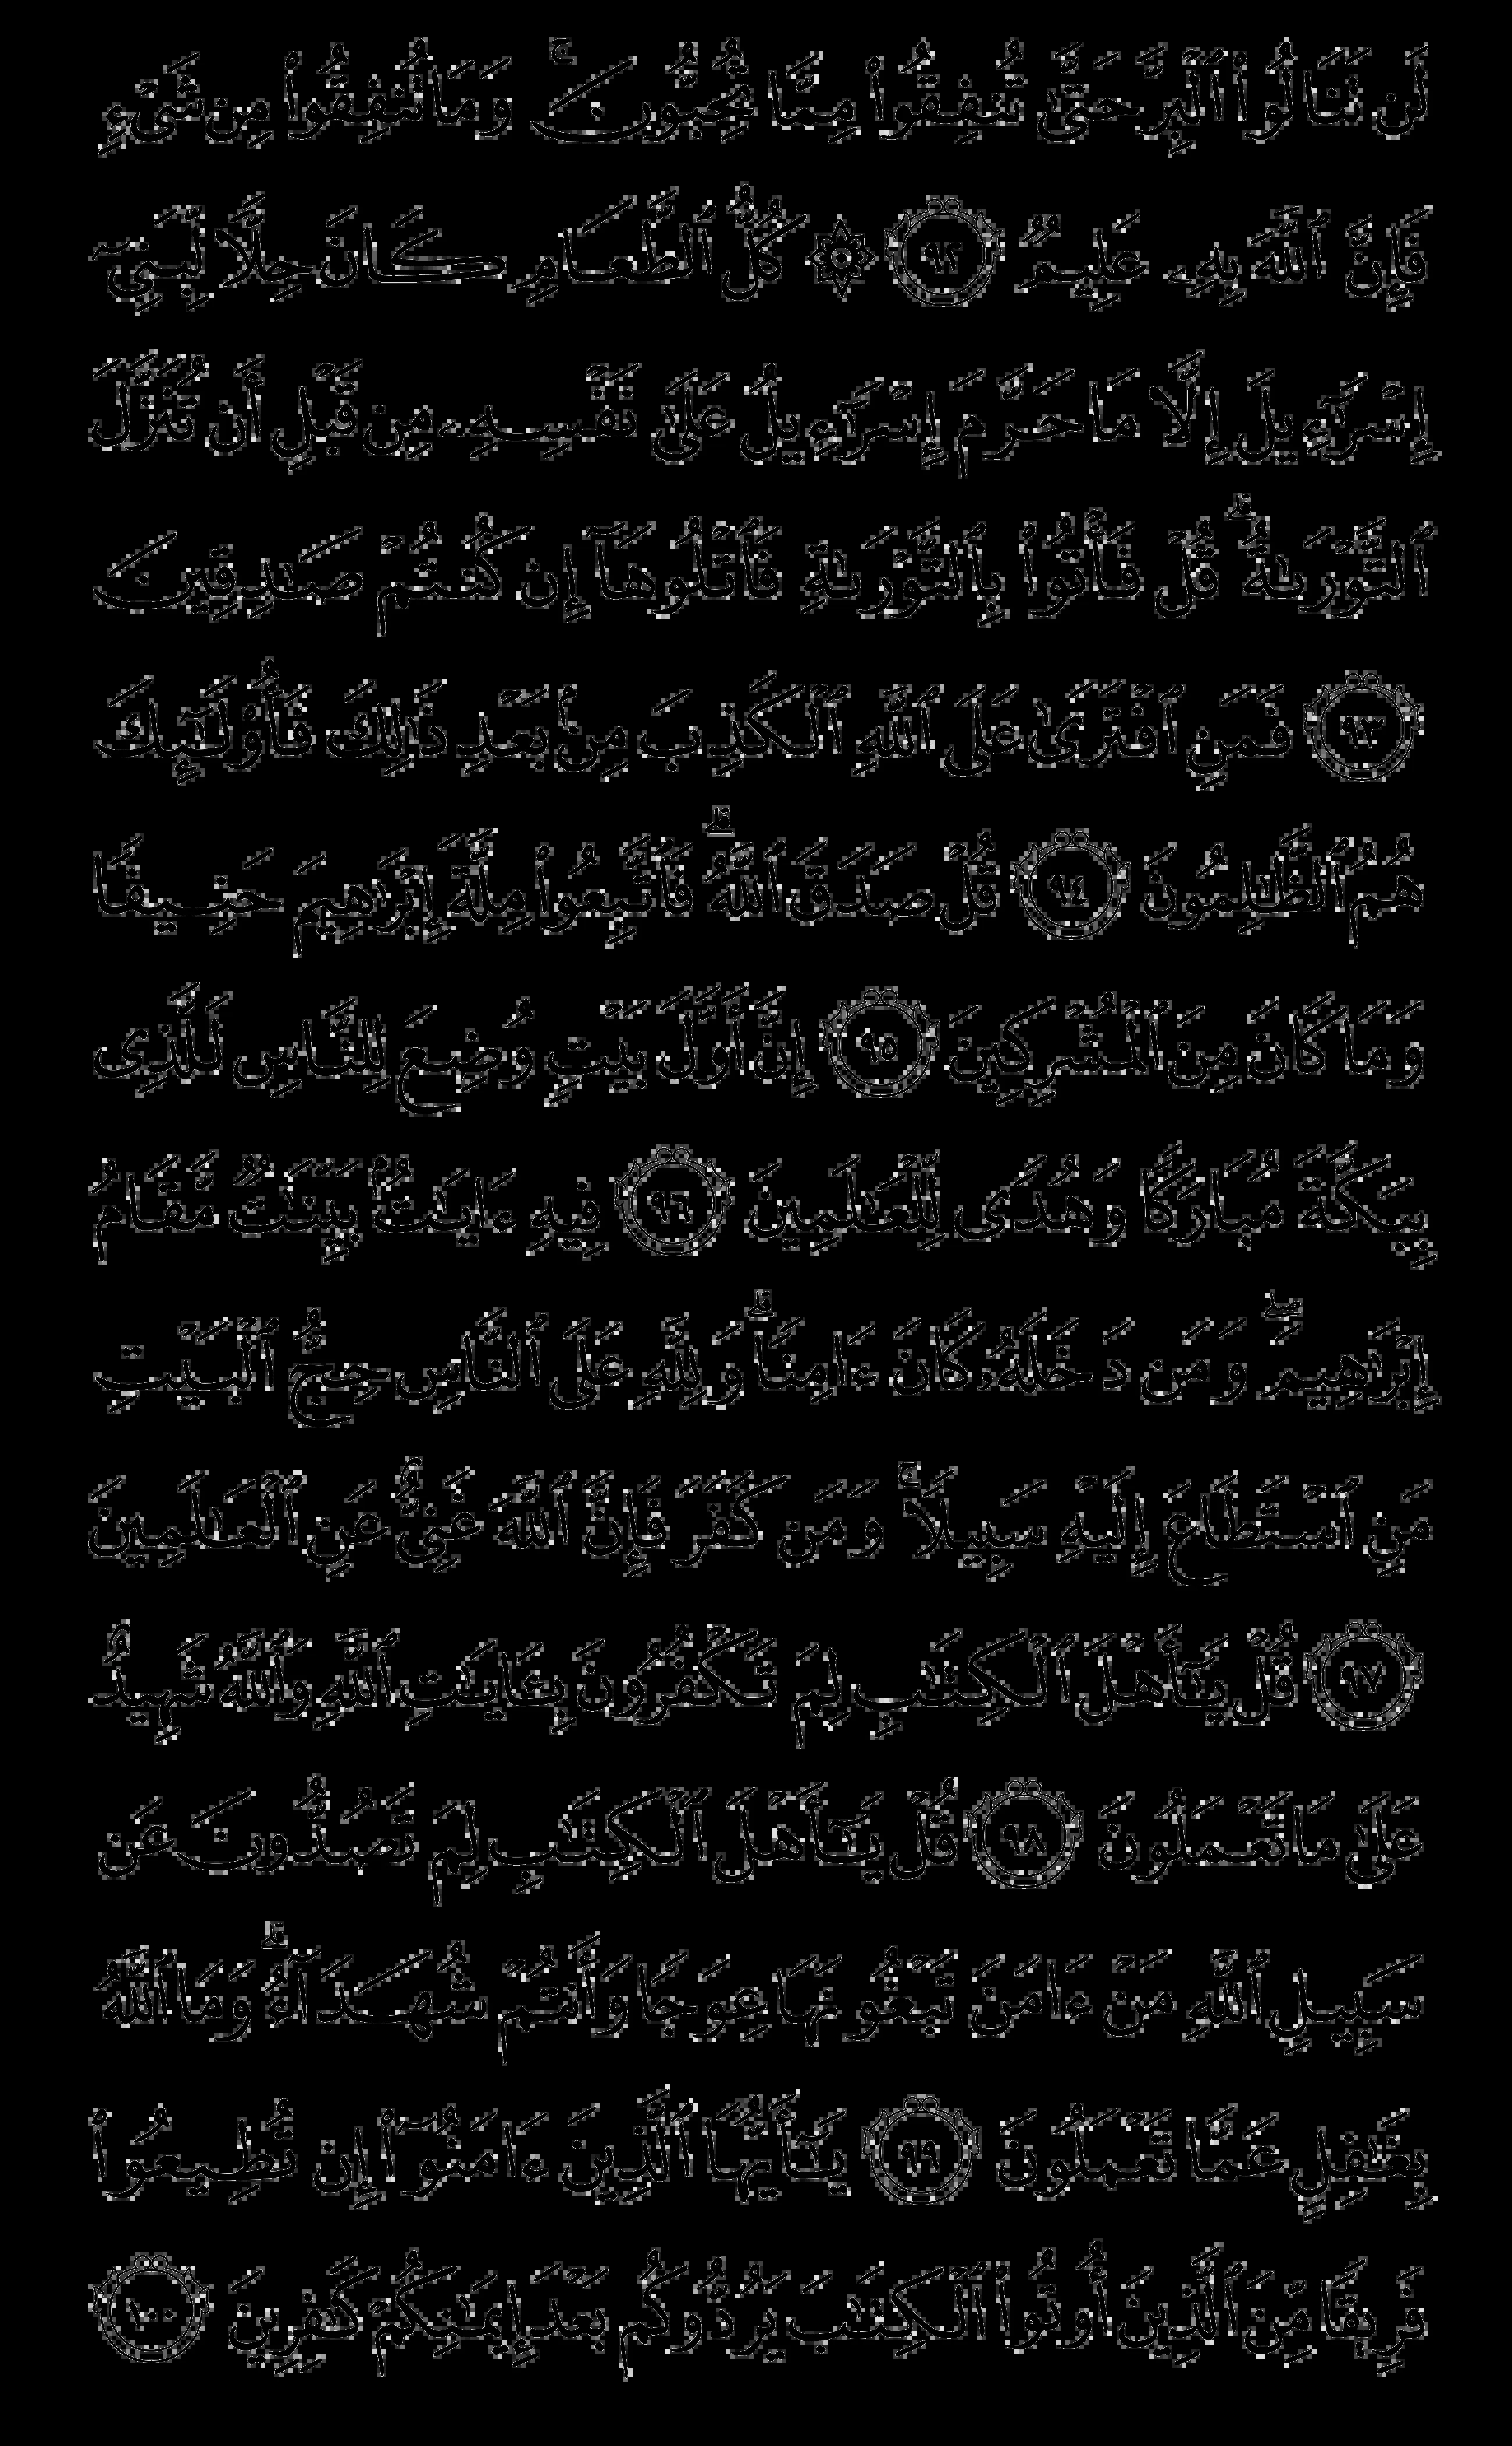 لَن تَنَالُوا۟ ٱلْبِرَّ حَتَّىٰ تُنفِقُوا۟ مِمَّا تُحِبُّونَ ۚ وَمَا تُنفِقُوا۟ مِن شَىْءٍ
فَإِنَّ ٱللَّهَ بِهِۦ عَلِيمٌ ٩٢ ۞ كُلُّ ٱلطَّعَامِ كَانَ حِلًّا لِّبَنِىٓ
إِسْرَٰٓءِيلَ إِلَّا مَا حَرَّمَ إِسْرَٰٓءِيلُ عَلَىٰ نَفْسِهِۦ مِن قَبْلِ أَن تُنَزَّلَ
ٱلتَّوْرَىٰةُ ۗ قُلْ فَأْتُوا۟ بِٱلتَّوْرَىٰةِ فَٱتْلُوهَآ إِن كُنتُمْ صَٰدِقِينَ
٩٣ فَمَنِ ٱفْتَرَىٰ عَلَى ٱللَّهِ ٱلْكَذِبَ مِنۢ بَعْدِ ذَٰلِكَ فَأُو۟لَٰٓئِكَ
هُمُ ٱلظَّٰلِمُونَ ٩٤ قُلْ صَدَقَ ٱللَّهُ ۗ فَٱتَّبِعُوا۟ مِلَّةَ إِبْرَٰهِيمَ حَنِيفًا
وَمَا كَانَ مِنَ ٱلْمُشْرِكِينَ ٩٥ إِنَّ أَوَّلَ بَيْتٍ وُضِعَ لِلنَّاسِ لَلَّذِى
بِبَكَّةَ مُبَارَكًا وَهُدًى لِّلْعَٰلَمِينَ ٩٦ فِيهِ ءَايَٰتٌۢ بَيِّنَٰتٌ مَّقَامُ
إِبْرَٰهِيمَ ۖ وَمَن دَخَلَهُۥ كَانَ ءَامِنًا ۗ وَلِلَّهِ عَلَى ٱلنَّاسِ حِجُّ ٱلْبَيْتِ
مَنِ ٱسْتَطَاعَ إِلَيْهِ سَبِيلًا ۚ وَمَن كَفَرَ فَإِنَّ ٱللَّهَ غَنِىٌّ عَنِ ٱلْعَٰلَمِينَ
٩٧ قُلْ يَٰٓأَهْلَ ٱلْكِتَٰبِ لِمَ تَكْفُرُونَ بِـَٔايَٰتِ ٱللَّهِ وَٱللَّهُ شَهِيدٌ
عَلَىٰ مَا تَعْمَلُونَ ٩٨ قُلْ يَٰٓأَهْلَ ٱلْكِتَٰبِ لِمَ تَصُدُّونَ عَن
سَبِيلِ ٱللَّهِ مَنْ ءَامَنَ تَبْغُونَهَا عِوَجًا وَأَنتُمْ شُهَدَآءُ ۗ وَمَا ٱللَّهُ
بِغَٰفِلٍ عَمَّا تَعْمَلُونَ ٩٩ يَٰٓأَيُّهَا ٱلَّذِينَ ءَامَنُوٓا۟ إِن تُطِيعُوا۟
فَرِيقًا مِّنَ ٱلَّذِينَ أُوتُوا۟ ٱلْكِتَٰبَ يَرُدُّوكُم بَعْدَ إِيمَٰنِكُمْ كَٰفِرِينَ ١٠٠